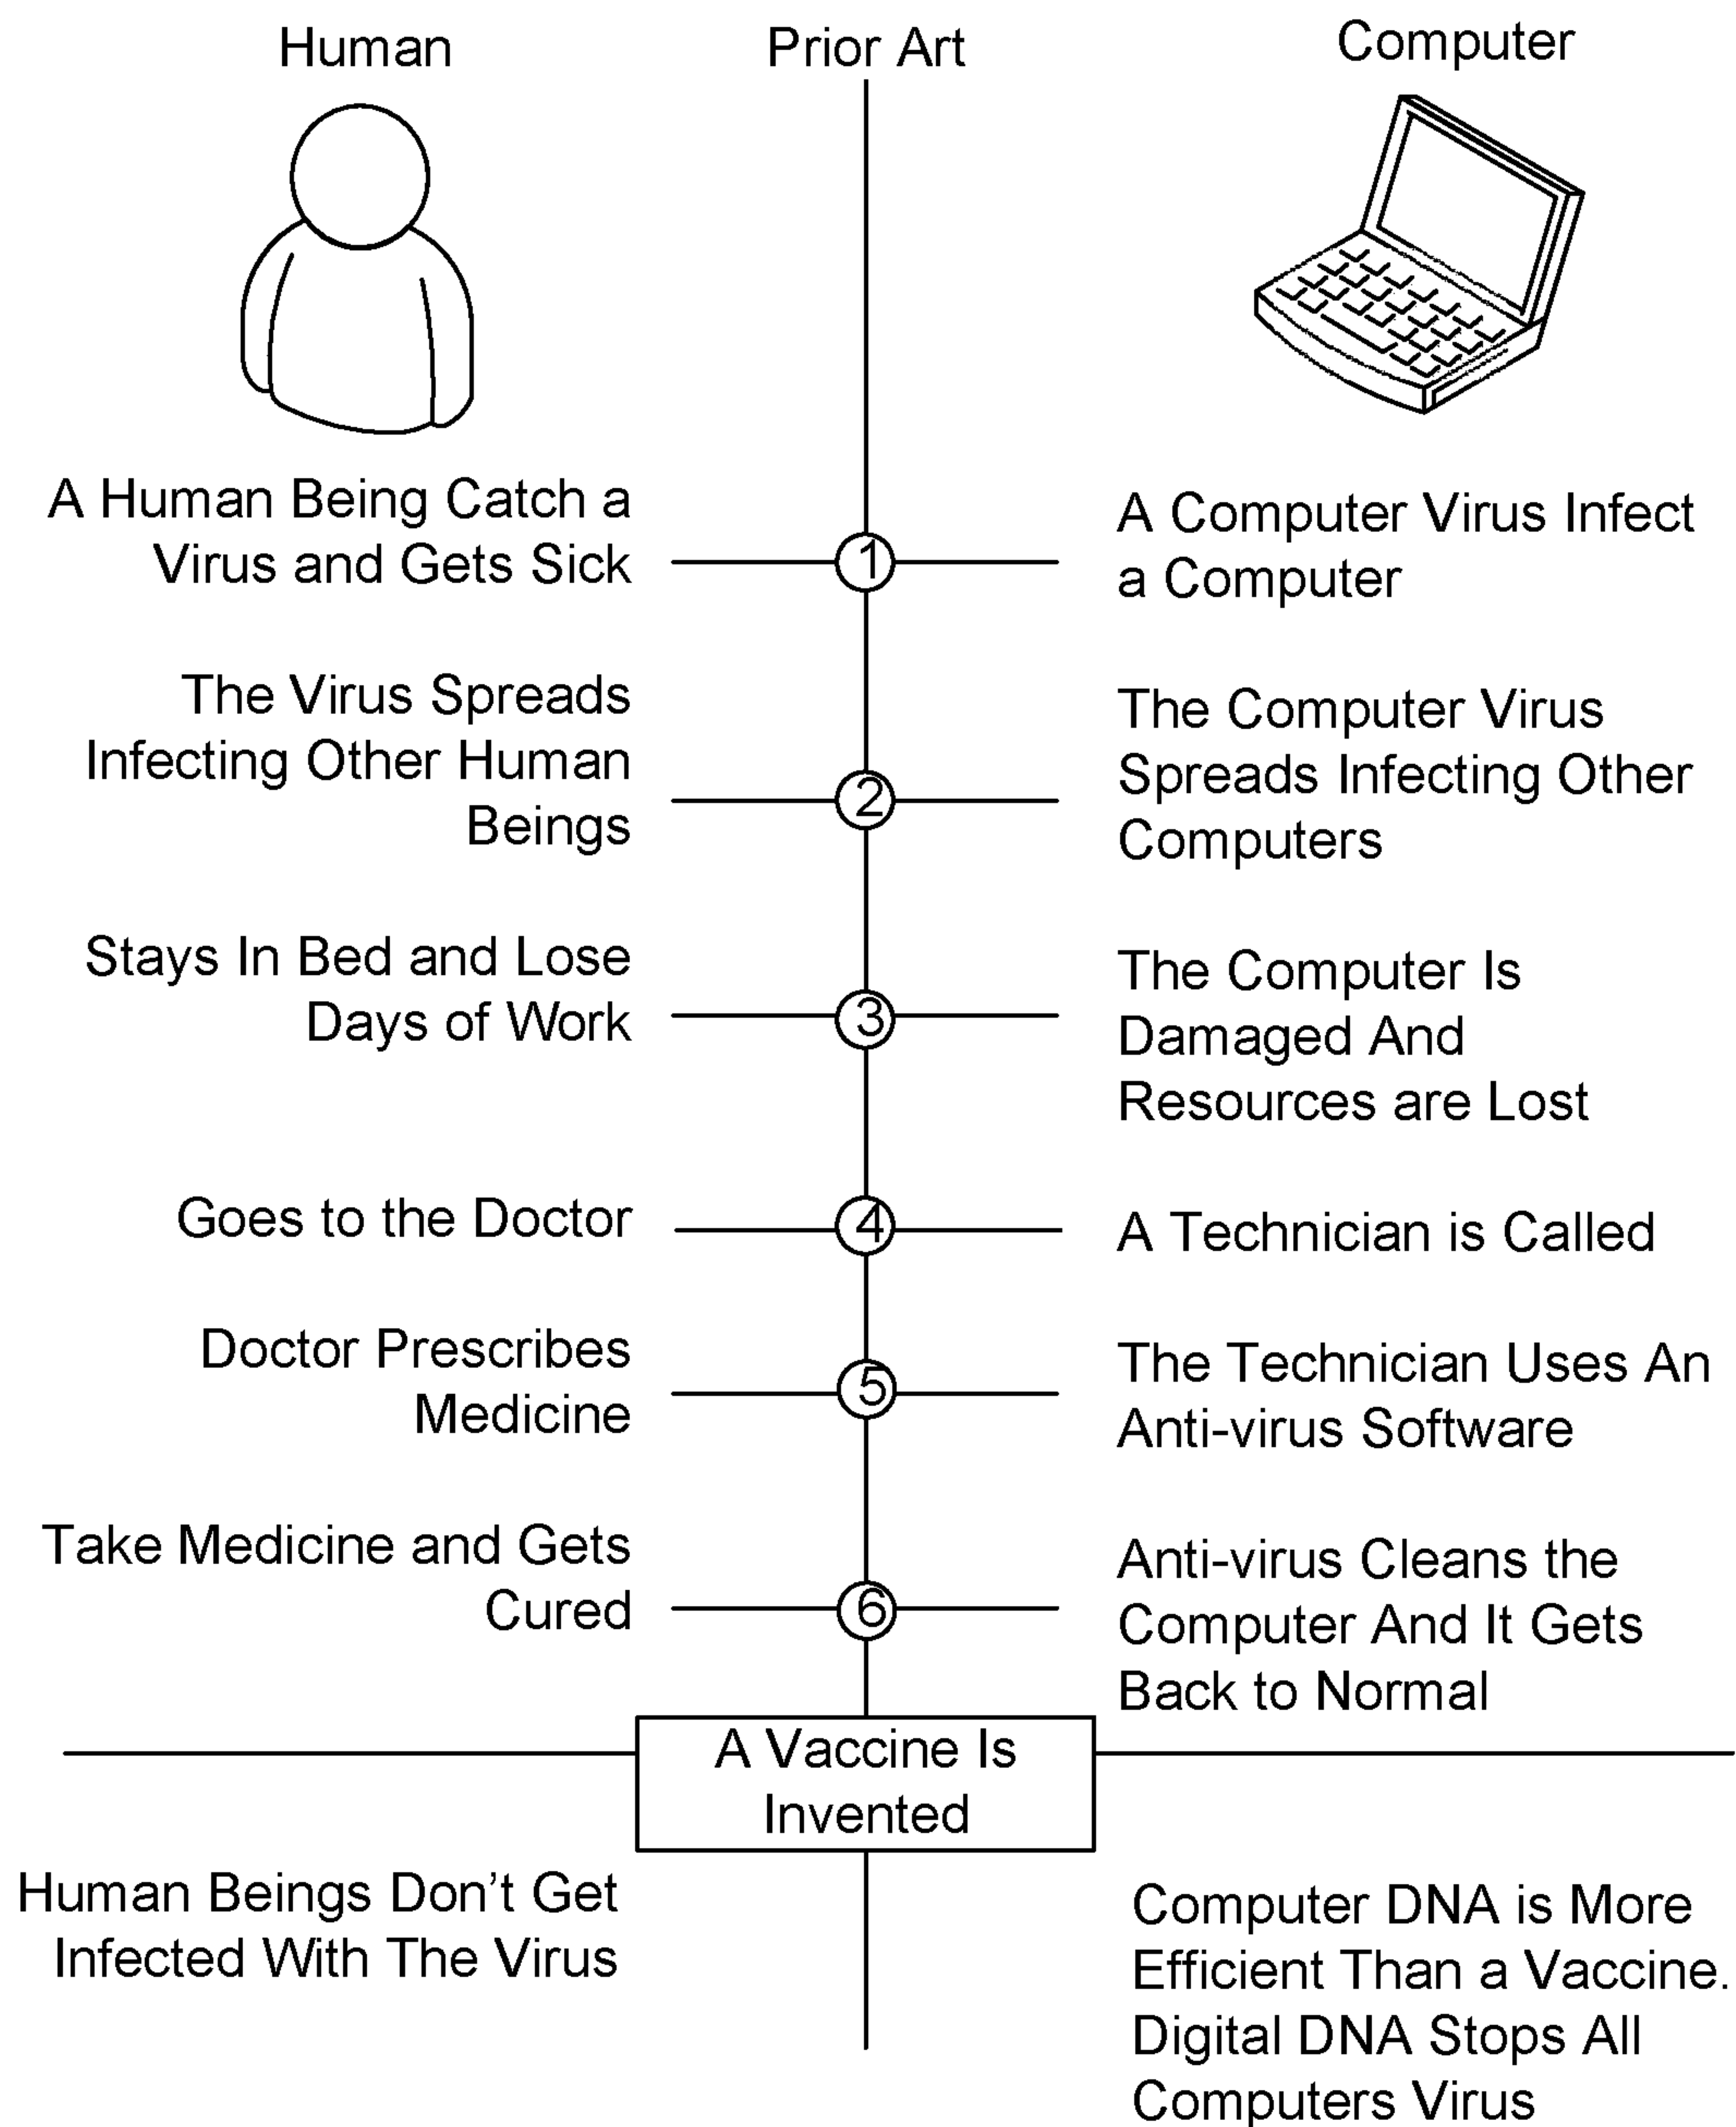 Human
Prior Art
Computer
A Human Being Catch a
Virus and Gets Sick
1
A Computer Virus Infect
a Computer
The Virus Spreads
Infecting Other Human
Beings
2
The Computer Virus
Spreads Infecting Other
Computers
Stays In Bed and Lose
Days of Work
3
The Computer Is
Damaged And
Resources are Lost
Goes to the Doctor
4
A Technician is Called
Doctor Prescribes
Medicine
5
The Technician Uses An
Anti-virus Software
Take Medicine and Gets
Cured
6
Anti-virus Cleans the
Computer And It Gets
Back to Normal
A Vaccine Is
Invented
Human Beings Don’t Get
Infected With The Virus
Computer DNA is More
Efficient Than a Vaccine.
Digital DNA Stops All
Computers Virus